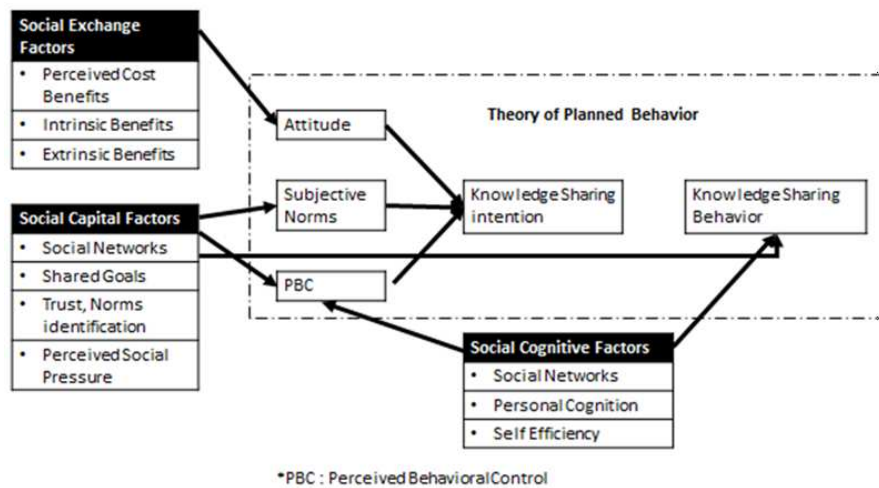 Social Exchange
Factors
• Perceived Cost
Benefits
• Intrinsic Benefits
• Extrinsic Benefits
Theory of Planned Behavior
Attitude
Subjective
Norms
PBC
Knowledge Sharing
intention
Knowledge Sharing
Behavior
Social Capital Factors
• Social Networks
• Shared Goals
• Trust, Norms
identification
• Perceived Social
Pressure
Social Cognitive Factors
• Social Networks
• Personal Cognition
• Self Efficiency
*PBC : Perceived Behavioral Control